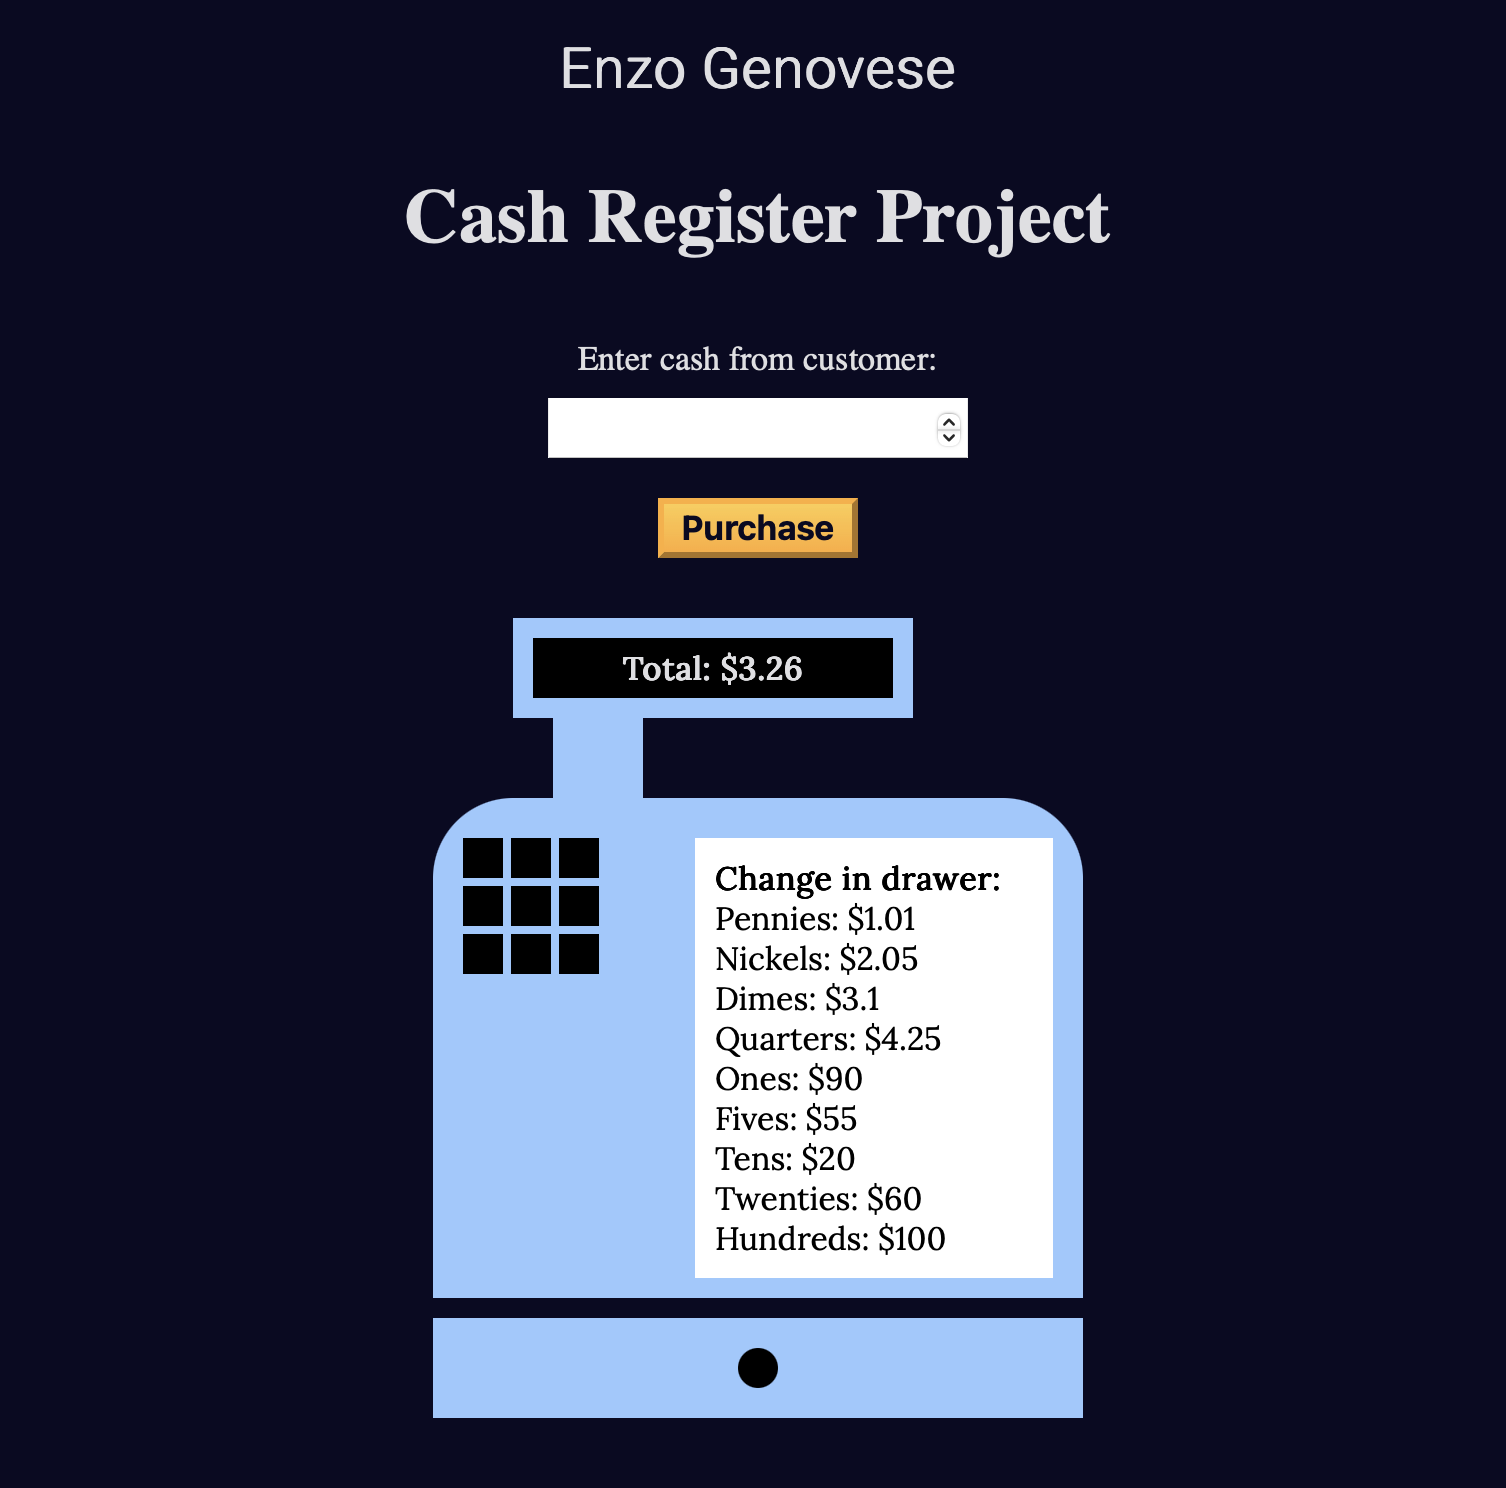 Enzo Genovese
Cash Register Project
Enter cash from customer:
Purchase
Total: $3.26
Change in drawer:
Pennies: $1.01
Nickels: $2.05
Dimes: $3.1
Quarters: $4.25
Ones: $90
Fives: $55
Tens: $20
Twenties: $60
Hundreds: $100